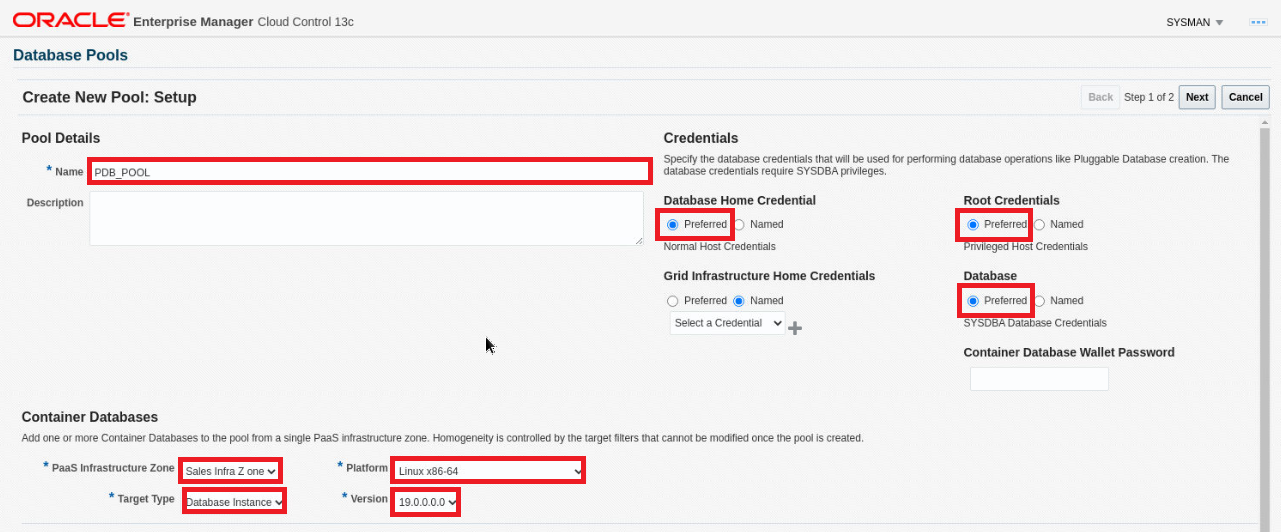 ORACLE Enterprise Manager Cloud Control 13c
SYSMAN
Database Pools
Create New Pool: Setup
Back Step 1 of 2 Next Cancel
Pool Details
* Name PDB_POOL
Description
Credentials
Specify the database credentials that will be used for performing database operations like Pluggable Database creation. The
database credentials require SYSDBA privileges.
Database Home Credential
Preferred Named
Normal Host Credentials
Root Credentials
Preferred Named
Privileged Host Credentials
Grid Infrastructure Home Credentials
Preferred Named
Select a Credential
Database
Preferred Named
SYSDBA Database Credentials
Container Database Wallet Password
Container Databases
Add one or more Container Databases to the pool from a single PaaS infrastructure zone. Homogeneity is controlled by the target filters that cannot be modified once the pool is created.
* PaaS Infrastructure Zone Sales Infra Z one * Platform Linux x86-64
* Target Type Database Instance * Version 19.0.0.0.0